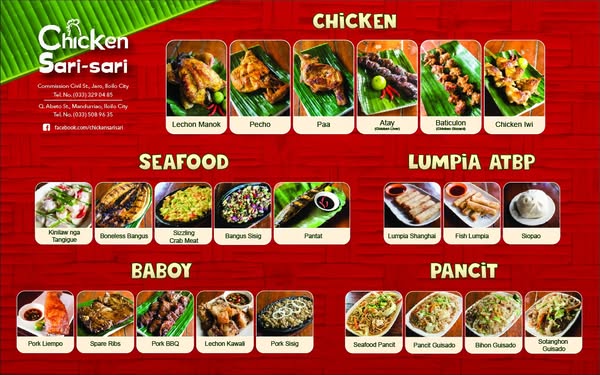 Chicken
Sari-sari
Commission Civil St., Jaro, Iloilo City
Tel. No. (033) 329 04 85
Q. Abeto St., Mandurriao, Iloilo City
Tel. No. (033) 508 96 35
facebook.com/chickensarisari
CHiCKEN
Lechon Manok
Pecho
Paa
Atay
(Chicken Liver)
Baticulon
(Chicken Gizzard)
Chicken Iwi
SEAFOOD
Kinilaw nga
Tangigue
Boneless Bangus
Sizzling
Crab Meat
Bangus Sisig
Pantat
LUMPiA ATBP
Lumpia Shanghai
Fish Lumpia
Siopao
BABOY
Pork Liempo
Spare Ribs
Pork BBQ
Lechon Kawali
Pork Sisig
PANCiT
Seafood Pancit
Pancit Guisado
Bihon Guisado
Sotanghon
Guisado